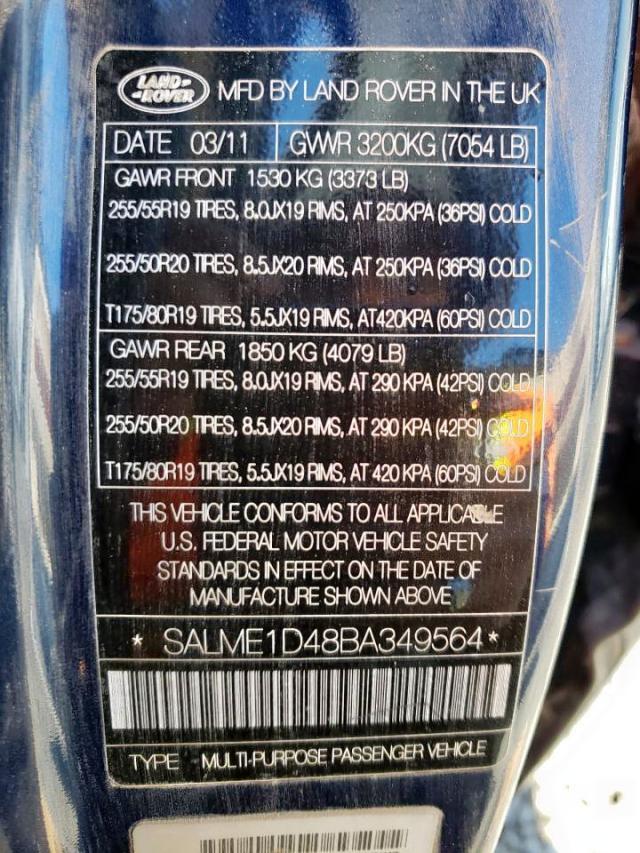 LAND-
-ROVER
MFD BY LAND ROVER IN THE UK
DATE 03/11 GWWR 3200KG (7054 LB)
GAWR FRONT 1530 KG (3373 LB)
255/55R19 TIRES, 8.0JX19 RIMS, AT 250KPA (36PSI) COLD
255/50R20 TIRES, 8.5JX20 RIMS, AT 250KPA (36PSI) COLD
T175/80R19 TIRES, 5.5JX19 RIMS, AT420KPA (60PSI) COLD
GAWR REAR 1850 KG (4079 LB)
255/55R19 TIRES, 8.0JX19 RIMS, AT 290 KPA (42PSI) COLD
255/50R20 TIRES, 8.5JX20 RIMS, AT 290 KPA (42PSI) COLD
T175/80R19 TIRES, 5.5JX19 RIMS, AT 420 KPA (60PSI) COLD
THIS VEHICLE CONFORMS TO ALL APPLICABLE
U.S. FEDERAL MOTOR VEHICLE SAFETY
STANDARDS IN EFFECT ON THE DATE OF
MANUFACTURE SHOWN ABOVE
* SALME1D48BA349564 *
TYPE MULTI-PURPOSE PASSENGER VEHICLE